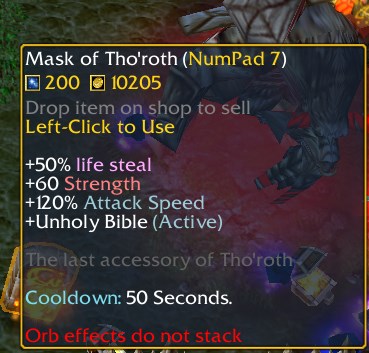 Mask of Tho'roth (NumPad 7)
200 10205
Drop item on shop to sell
Left-Click to Use
+50% life steal
+60 Strength
+120% Attack Speed
+Unholy Bible (Active)
The last accessory of Tho'roth
Cooldown: 50 Seconds.
Orb effects do not stack